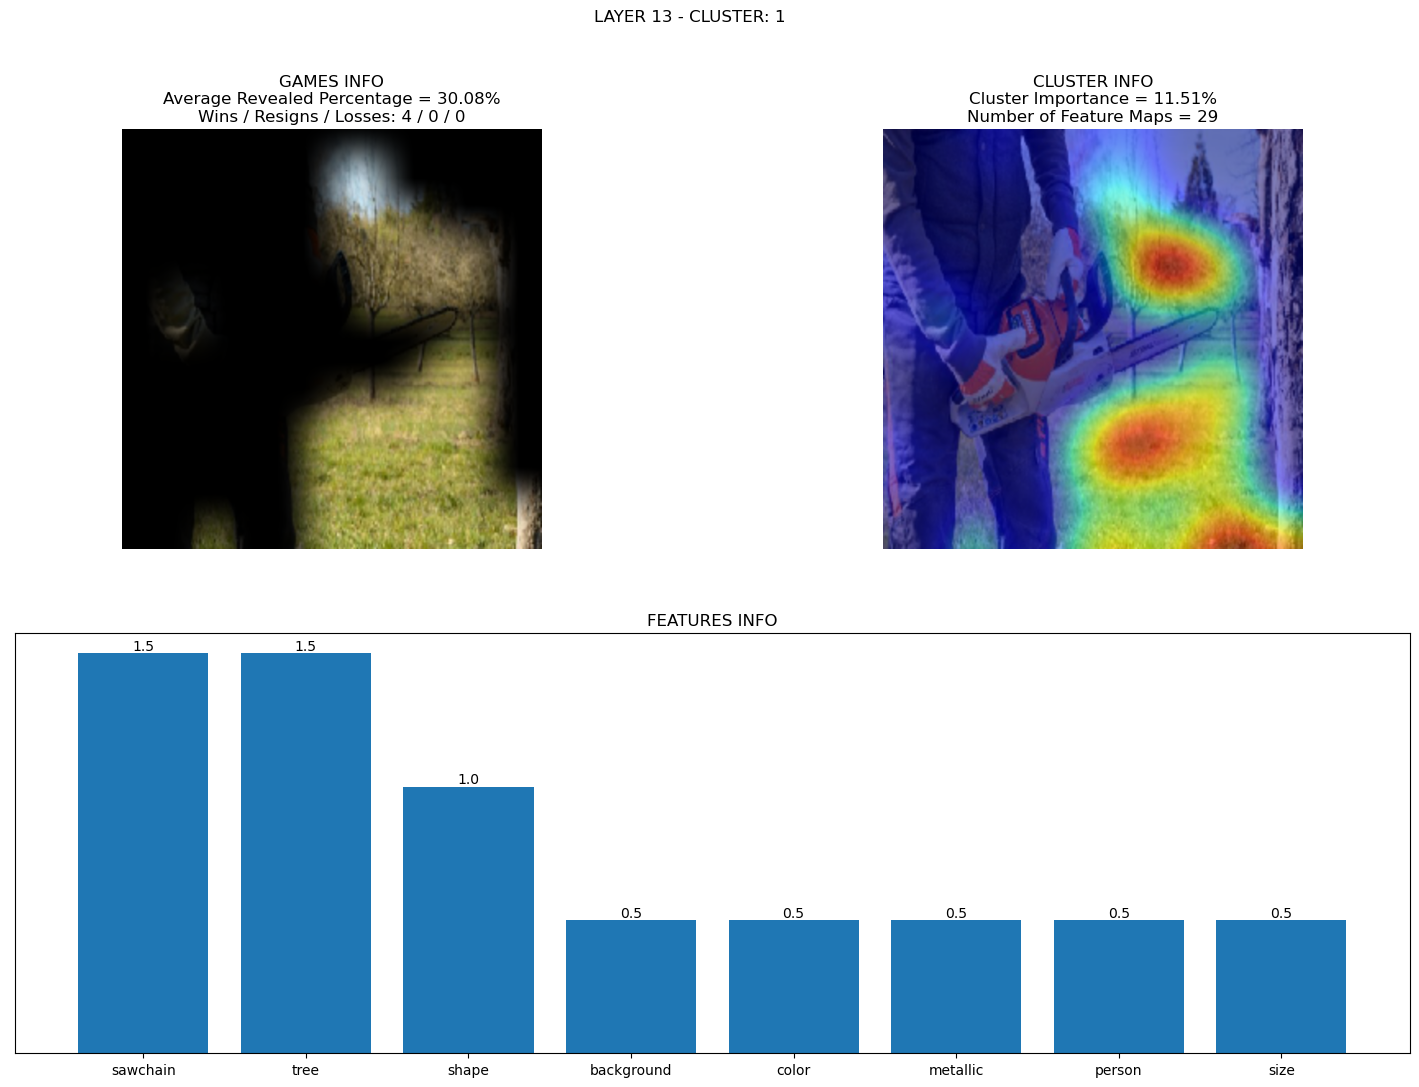 LAYER 13 - CLUSTER: 1
GAMES INFO
Average Revealed Percentage = 30.08%
Wins / Resigns / Losses: 4 / 0 / 0
CLUSTER INFO
Cluster Importance = 11.51%
Number of Feature Maps = 29
FEATURES INFO
1.5 1.5 1.0 0.5 0.5 0.5 0.5 0.5
sawchain tree shape background color metallic person size